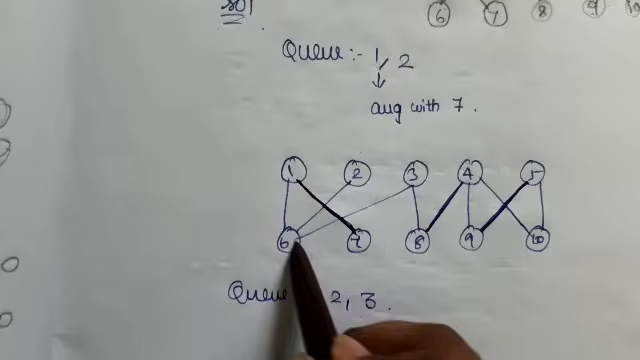 Sol
6 7 8 9 10
Queue:- 1, 2
↓
aug with 7.
1 2 3 4 5
6 7 8 9 10
Queue 2, 3.